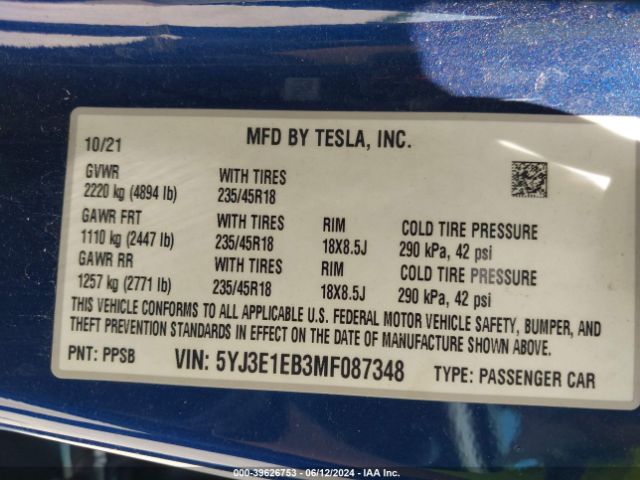 10/21 MFD BY TESLA, INC.
GVWR WITH TIRES
2220 kg (4894 lb) 235/45R18
GAWR FRT WITH TIRES RIM COLD TIRE PRESSURE
1110 kg (2447 lb) 235/45R18 18X8.5J 290 kPa, 42 psi
GAWR RR WITH TIRES RIM COLD TIRE PRESSURE
1257 kg (2771 lb) 235/45R18 18X8.5J 290 kPa, 42 psi
THIS VEHICLE CONFORMS TO ALL APPLICABLE U.S. FEDERAL MOTOR VEHICLE SAFETY, BUMPER, AND
THEFT PREVENTION STANDARDS IN EFFECT ON THE DATE OF MANUFACTURE SHOWN ABOVE.
PNT: PPSB VIN: 5YJ3E1EB3MF087348 TYPE: PASSENGER CAR
000-39626753 - 06/12/2024 - IAA Inc.